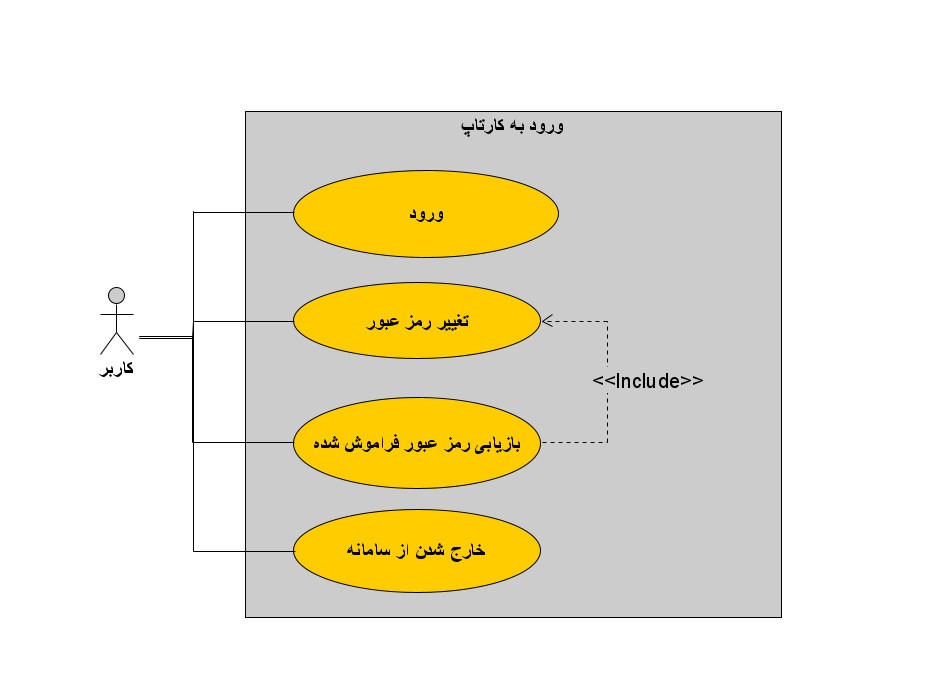 ورود به کارتاپ
ورود
تغییر رمز عبور
<<Include>>
کاربر
بازیابی رمز عبور فراموش شده
خارج شدن از سامانه